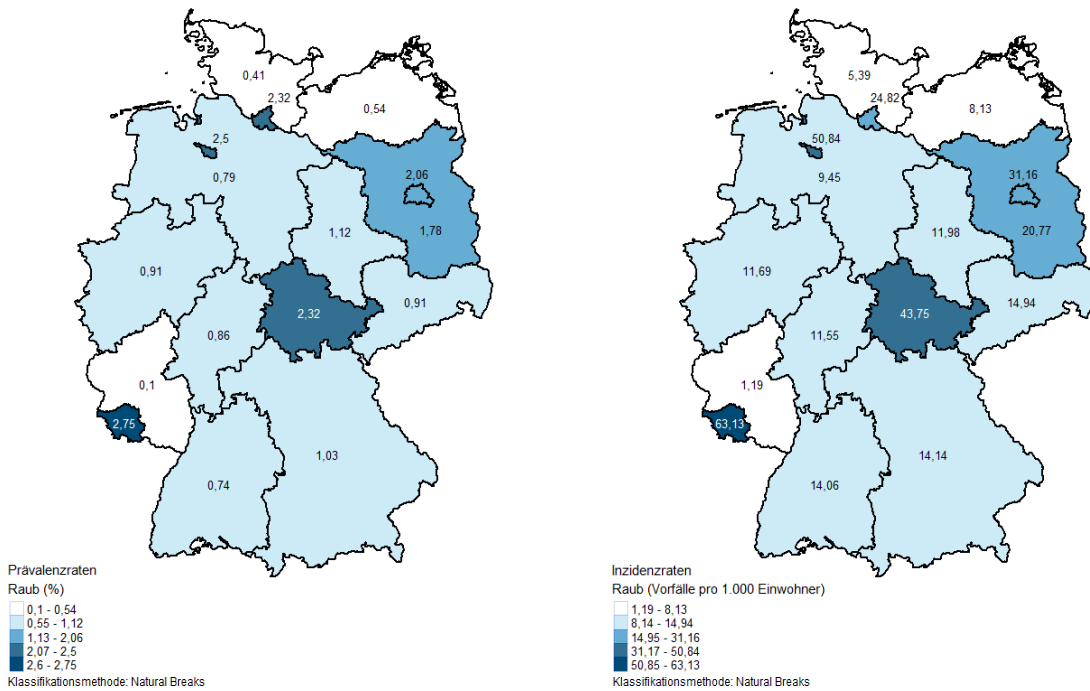 0,41
2,32
0,54
2,5
0,79
2,06
1,12
1,78
0,91
0,91
2,32
0,86
0,1
2,75
1,03
0,74
Prävalenzraten
Raub (%)
0,1 - 0,54
0,55 - 1,12
1,13 - 2,06
2,07 - 2,5
2,6 - 2,75
Klassifikationsmethode: Natural Breaks
5,39
24,82
8,13
50,84
9,45
31,16
11,98
20,77
11,69
14,94
43,75
11,55
1,19
63,13
14,14
14,06
Inzidenzraten
Raub (Vorfälle pro 1.000 Einwohner)
1,19 - 8,13
8,14 - 14,94
14,95 - 31,16
31,17 - 50,84
50,85 - 63,13
Klassifikationsmethode: Natural Breaks